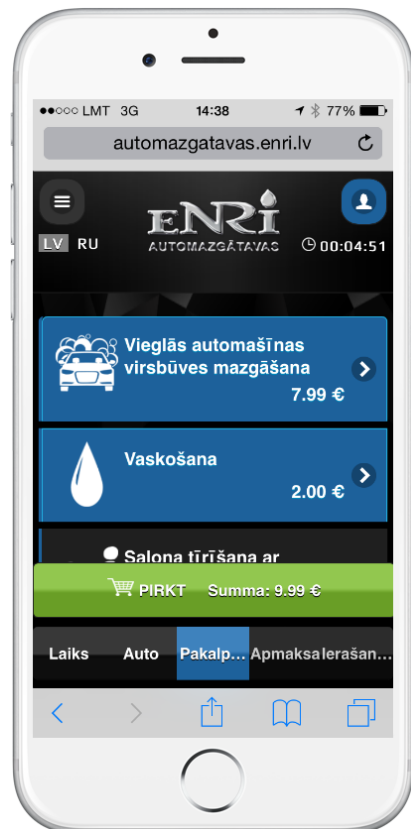 LMT 3G 14:38 77%
automazgatavas.enri.lv
ENRi
AUTOMAZGĀTAVAS
LV RU
00:04:51
Vieglās automašīnas
virsbūves mazgāšana
7.99 €
Vaskošana
2.00 €
Salona tīrīšana ar
PIRKT Summa: 9.99 €
Laiks Auto Pakalp... Apmaksa Ierašan...